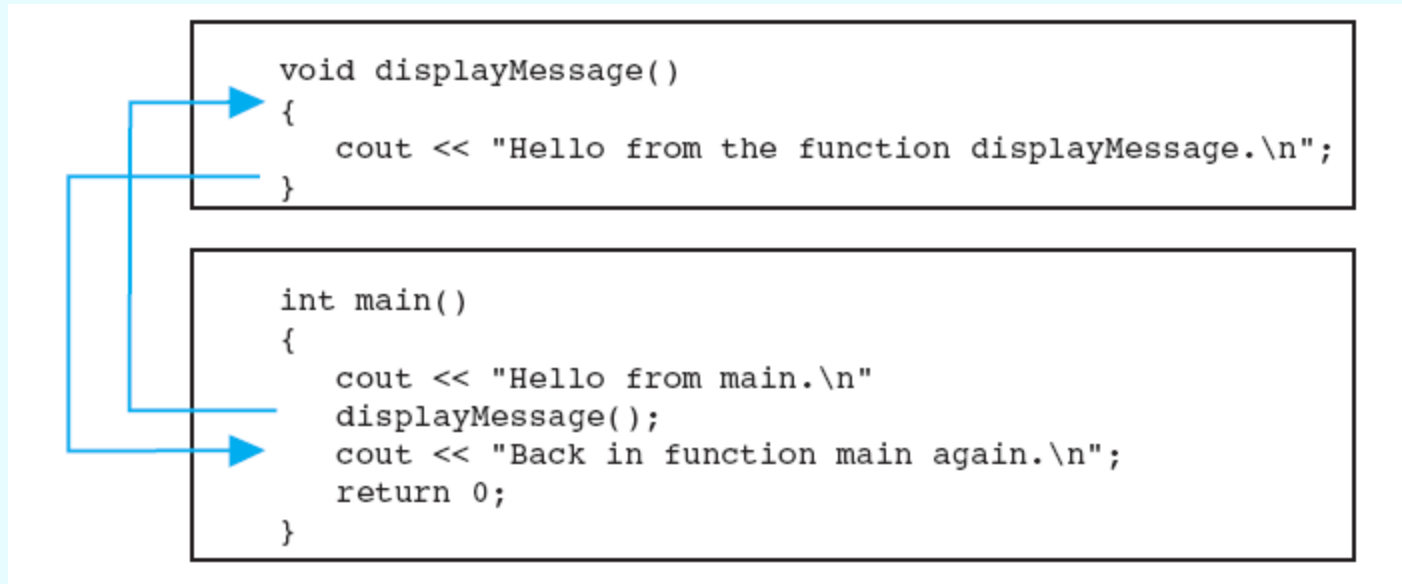 void displayMessage()
{
   cout << "Hello from the function displayMessage.\n";
}
int main()
{
   cout << "Hello from main.\n"
   displayMessage();
   cout << "Back in function main again.\n";
   return 0;
}